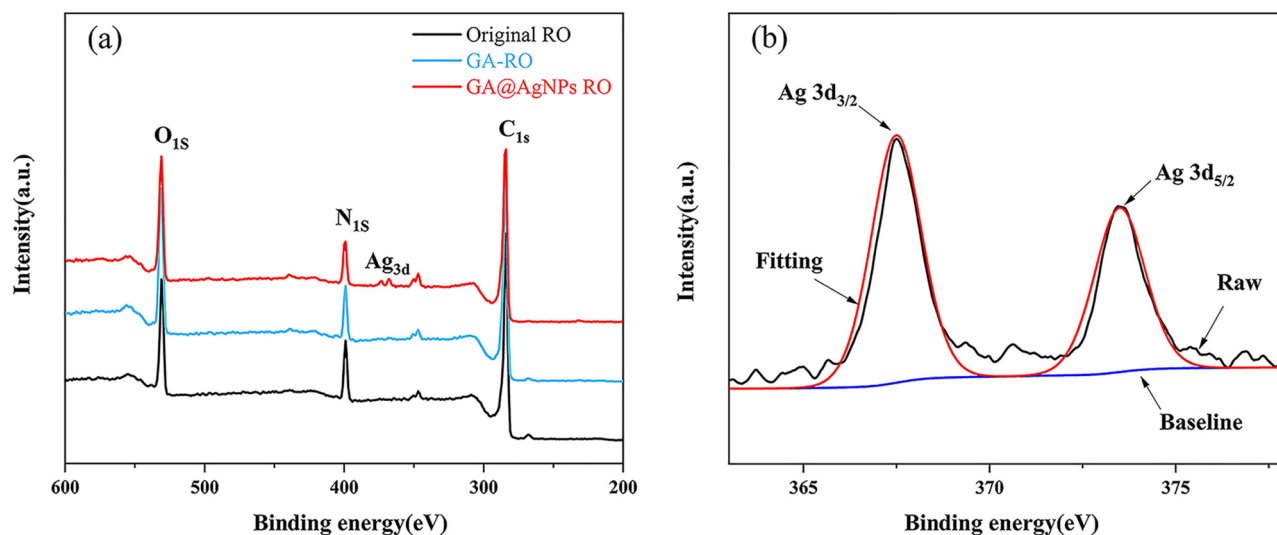 (a)
Original RO
GA-RO
GA@AgNPs RO
O1S
N1S
Ag3d
C1s
Intensity(a.u.)
600 500 400 300 200
Binding energy(eV)
(b)
Ag 3d3/2
Ag 3d5/2
Fitting
Raw
Baseline
Intensity(a.u.)
365 370 375
Binding energy(eV)